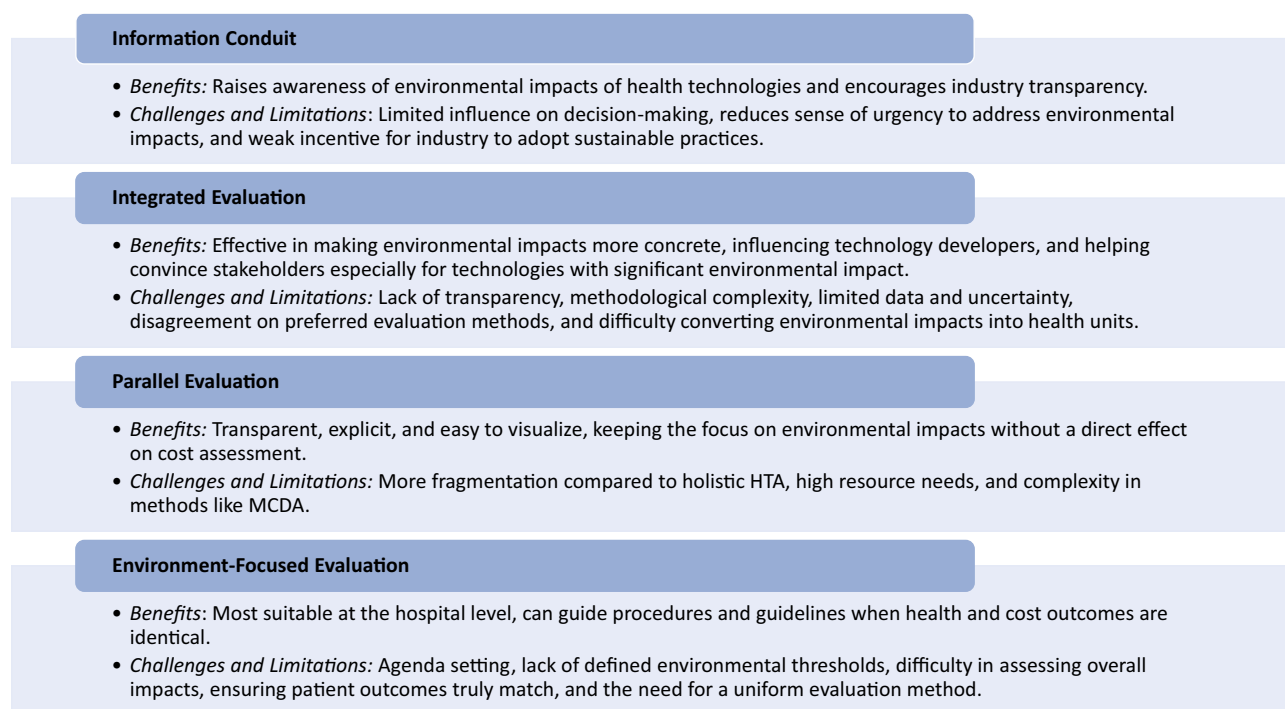 Information Conduit
• Benefits: Raises awareness of environmental impacts of health technologies and encourages industry transparency.
• Challenges and Limitations: Limited influence on decision-making, reduces sense of urgency to address environmental
impacts, and weak incentive for industry to adopt sustainable practices.
Integrated Evaluation
• Benefits: Effective in making environmental impacts more concrete, influencing technology developers, and helping
convince stakeholders especially for technologies with significant environmental impact.
• Challenges and Limitations: Lack of transparency, methodological complexity, limited data and uncertainty,
disagreement on preferred evaluation methods, and difficulty converting environmental impacts into health units.
Parallel Evaluation
• Benefits: Transparent, explicit, and easy to visualize, keeping the focus on environmental impacts without a direct effect
on cost assessment.
• Challenges and Limitations: More fragmentation compared to holistic HTA, high resource needs, and complexity in
methods like MCDA.
Environment-Focused Evaluation
• Benefits: Most suitable at the hospital level, can guide procedures and guidelines when health and cost outcomes are
identical.
• Challenges and Limitations: Agenda setting, lack of defined environmental thresholds, difficulty in assessing overall
impacts, ensuring patient outcomes truly match, and the need for a uniform evaluation method.